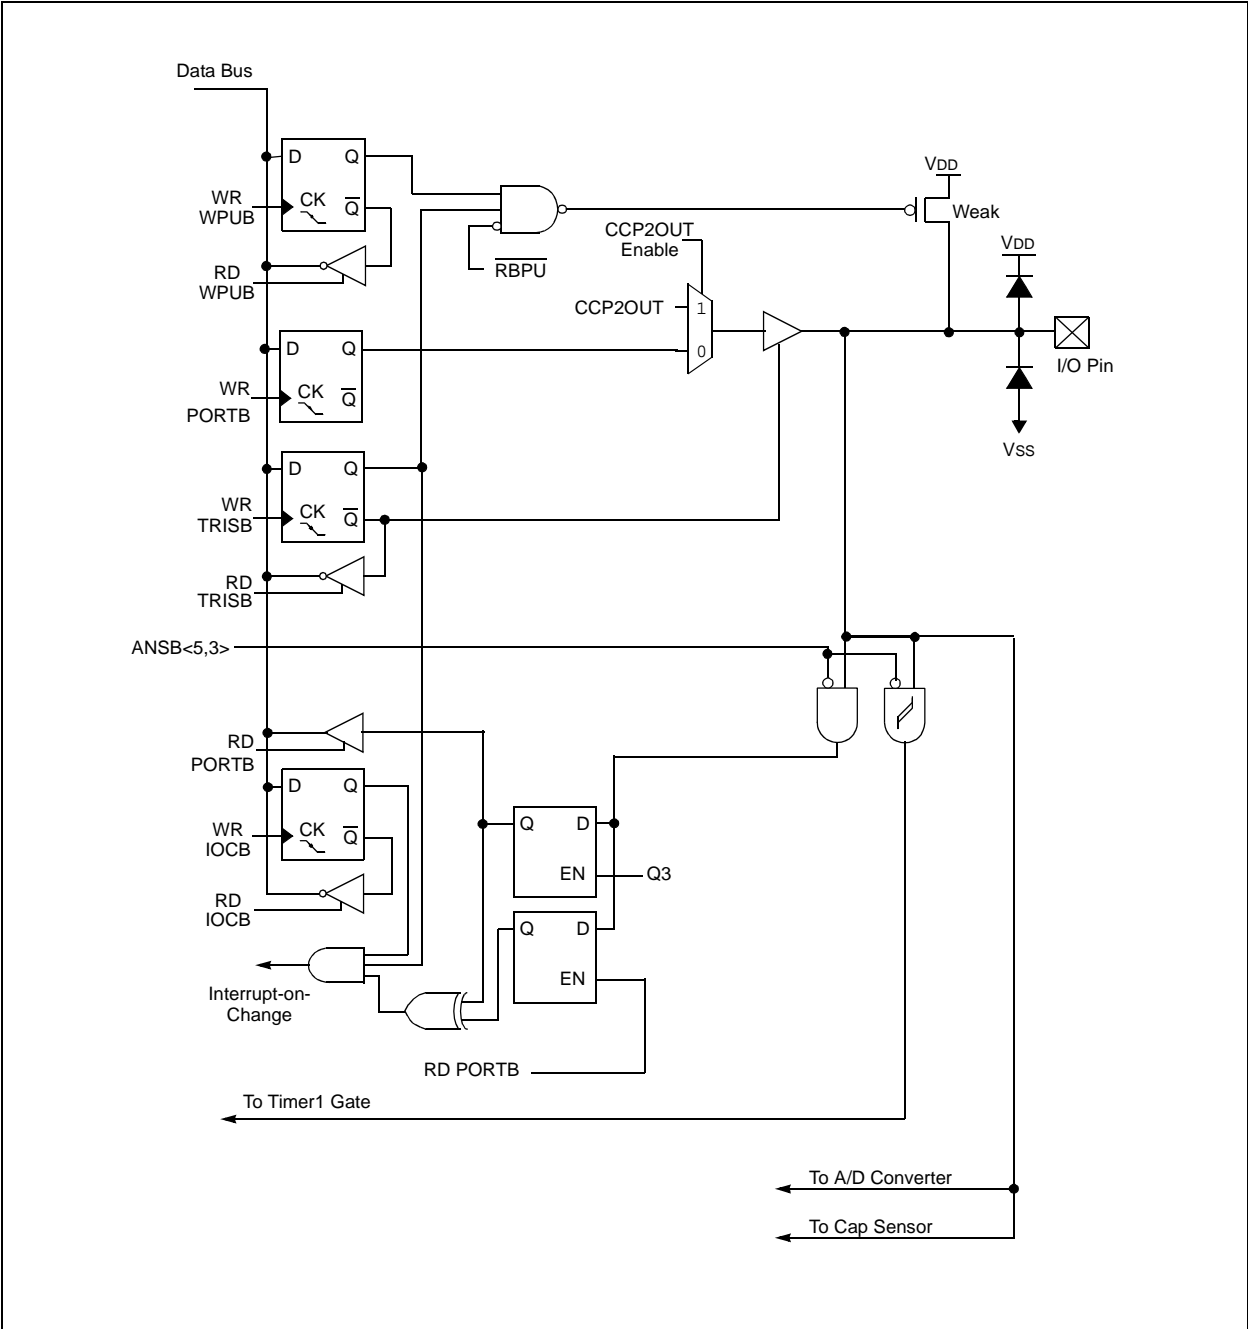 Data Bus
D Q
WR
WPUB
CK
Q
RD
WPUB
RBPU
CCP2OUT
Enable
CCP2OUT
1
0
VDD
Weak
VDD
I/O Pin
VSS
D Q
WR
PORTB
CK
Q
D Q
WR
TRISB
CK
Q
RD
TRISB
ANSB<5,3>
RD
PORTB
D Q
WR
IOCB
CK
Q
RD
IOCB
Q D
EN
Q3
Q D
EN
Interrupt-on-
Change
RD PORTB
To Timer1 Gate
To A/D Converter
To Cap Sensor